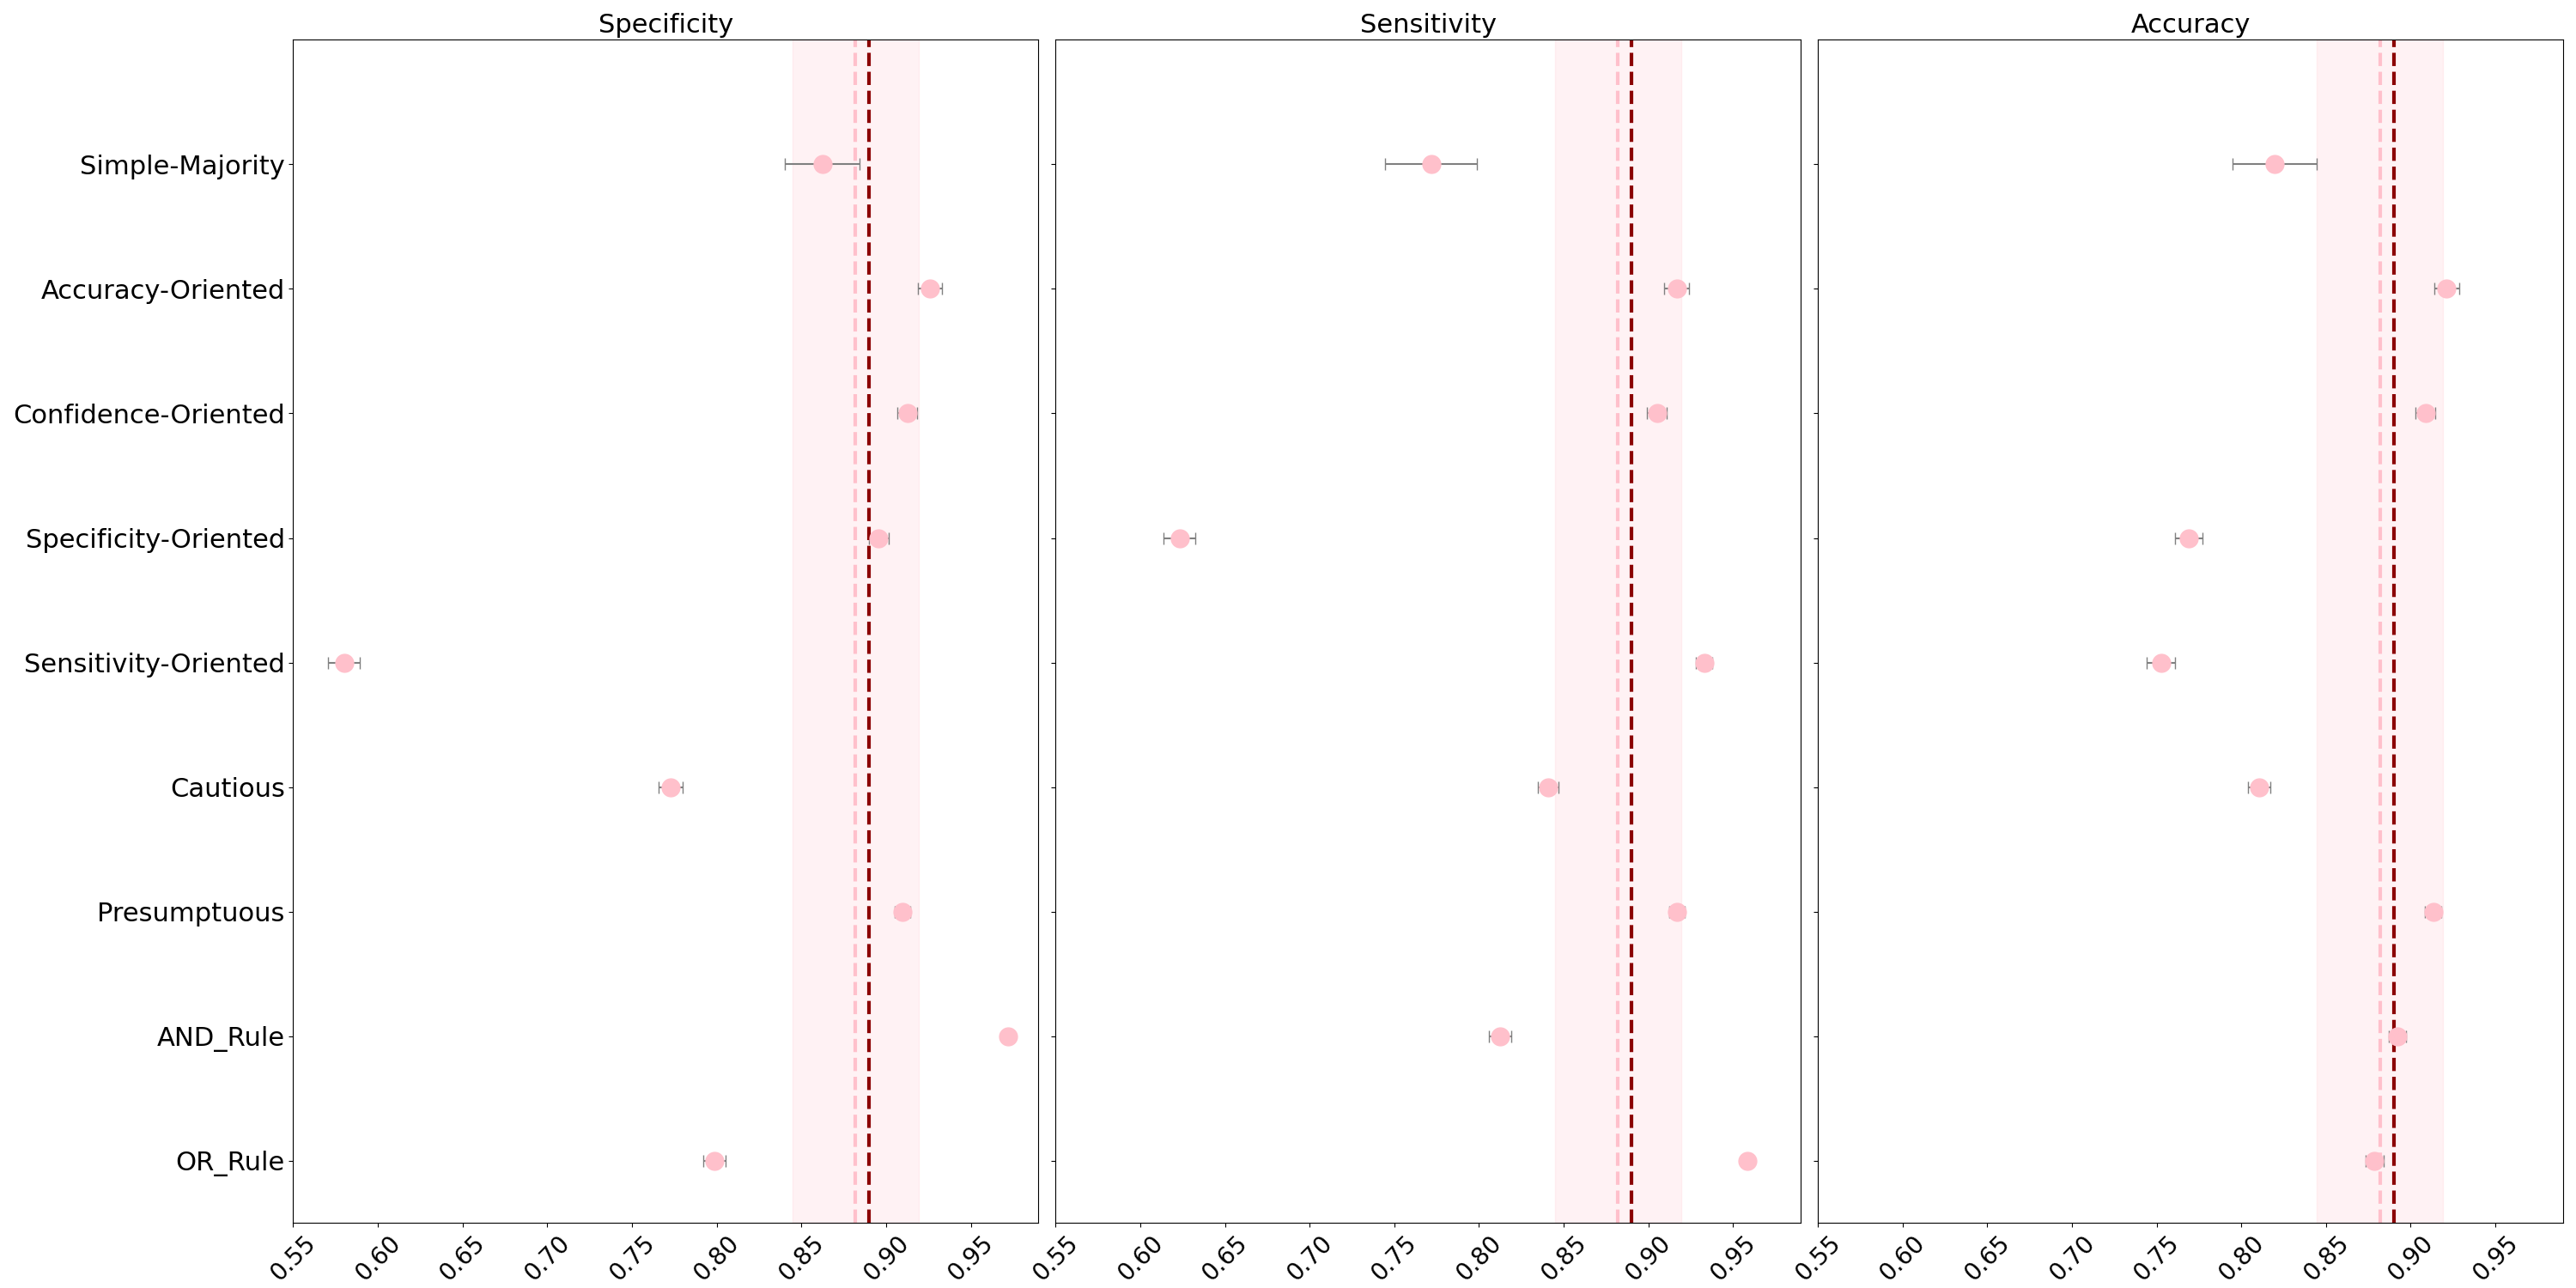 Specificity Sensitivity Accuracy
Simple-Majority
Accuracy-Oriented
Confidence-Oriented
Specificity-Oriented
Sensitivity-Oriented
Cautious
Presumptuous
AND_Rule
OR_Rule
0.55 0.60 0.65 0.70 0.75 0.80 0.85 0.90 0.95 0.55 0.60 0.65 0.70 0.75 0.80 0.85 0.90 0.95 0.55 0.60 0.65 0.70 0.75 0.80 0.85 0.90 0.95